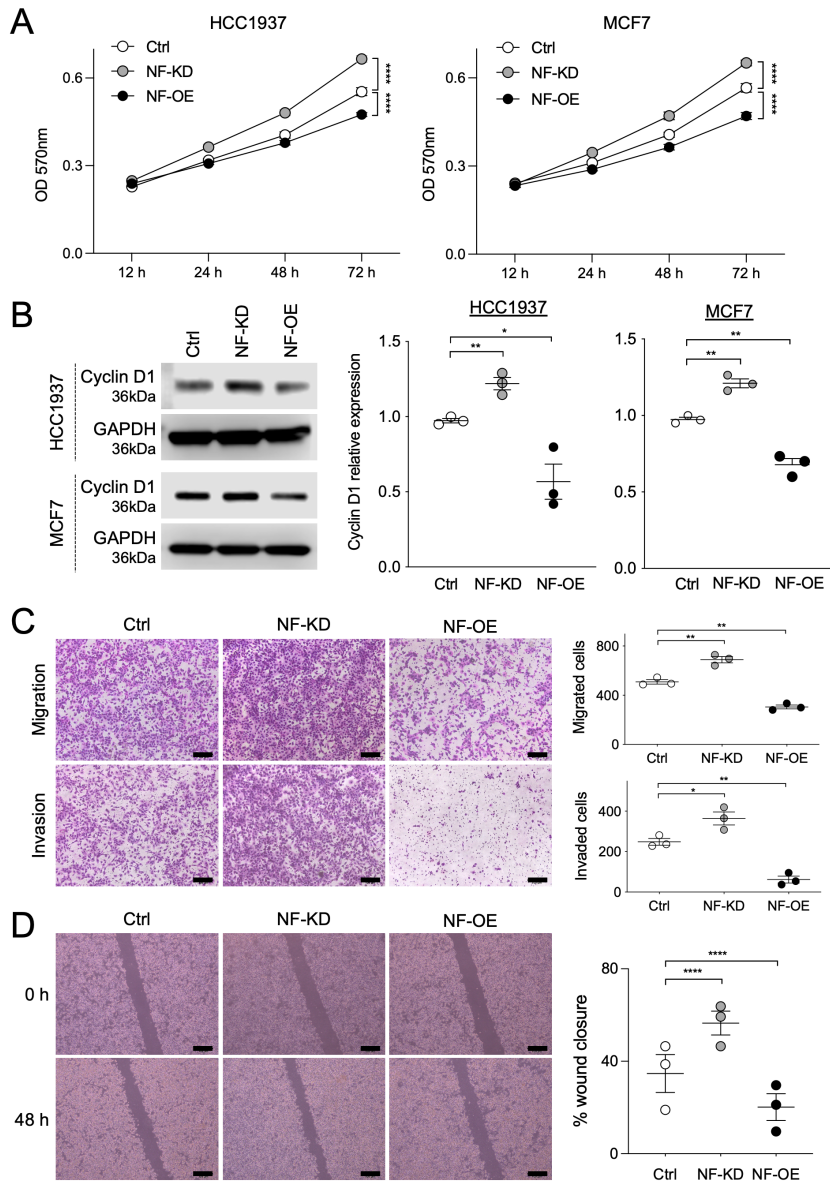 A
HCC1937
MCF7
Ctrl
NF-KD
NF-OE
Ctrl
NF-KD
NF-OE
OD 570nm
0.6
0.3
0.0
12 h
24 h
48 h
72 h
****
****
OD 570nm
0.6
0.3
0.0
12 h
24 h
48 h
72 h
****
****
B
Ctrl
NF-KD
NF-OE
HCC1937
Cyclin D1
36kDa
GAPDH
36kDa
MCF7
Cyclin D1
36kDa
GAPDH
36kDa
HCC1937
Cyclin D1 relative expression
1.5
1.0
0.5
0.0
*
**
Ctrl
NF-KD
NF-OE
MCF7
1.5
1.0
0.5
0.0
**
**
Ctrl
NF-KD
NF-OE
C
Ctrl
NF-KD
NF-OE
Migration
Invasion
Migrated cells
800
400
0
**
**
Ctrl
NF-KD
NF-OE
Invaded cells
400
200
0
**
*
Ctrl
NF-KD
NF-OE
D
Ctrl
NF-KD
NF-OE
0 h
48 h
% wound closure
80
40
0
****
****
Ctrl
NF-KD
NF-OE